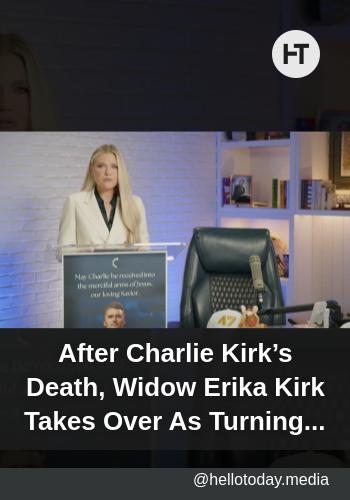 HT
May Charlie be received into
the merciful arms of Jesus,
our loving Savior.
47
After Charlie Kirk’s
Death, Widow Erika Kirk
Takes Over As Turning...
@hellotoday.media